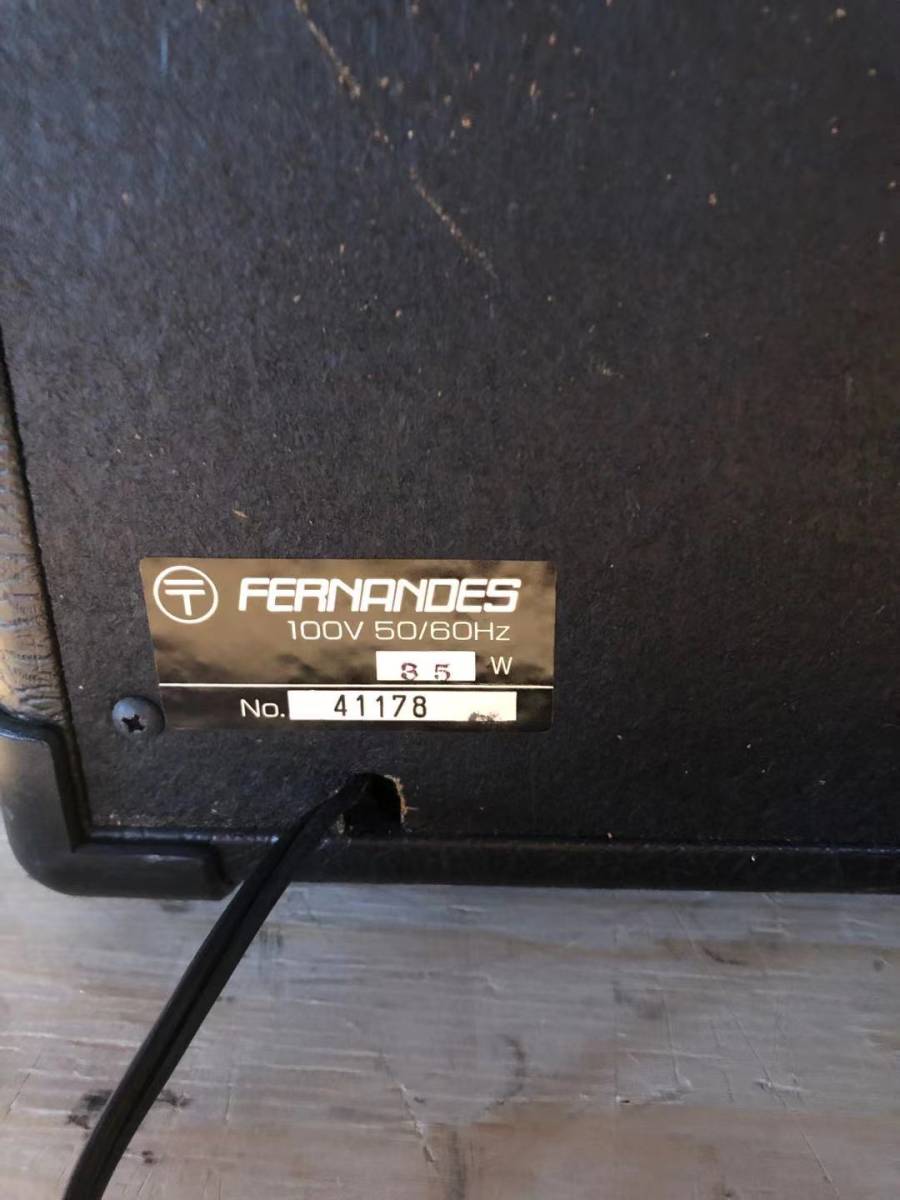 FERNANDES
100V 50/60Hz
35 W
No. 41178